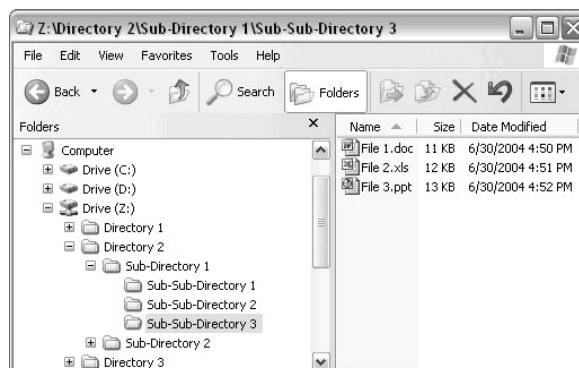 Z:\Directory 2\Sub-Directory 1\Sub-Sub-Directory 3
File Edit View Favorites Tools Help
Back Search Folders
Folders
Computer
Drive (C:)
Drive (D:)
Drive (Z:)
Directory 1
Directory 2
Sub-Directory 1
Sub-Sub-Directory 1
Sub-Sub-Directory 2
Sub-Sub-Directory 3
Sub-Directory 2
Directory 3
Name Size Date Modified
File 1.doc 11 KB 6/30/2004 4:50 PM
File 2.xls 12 KB 6/30/2004 4:51 PM
File 3.ppt 13 KB 6/30/2004 4:52 PM